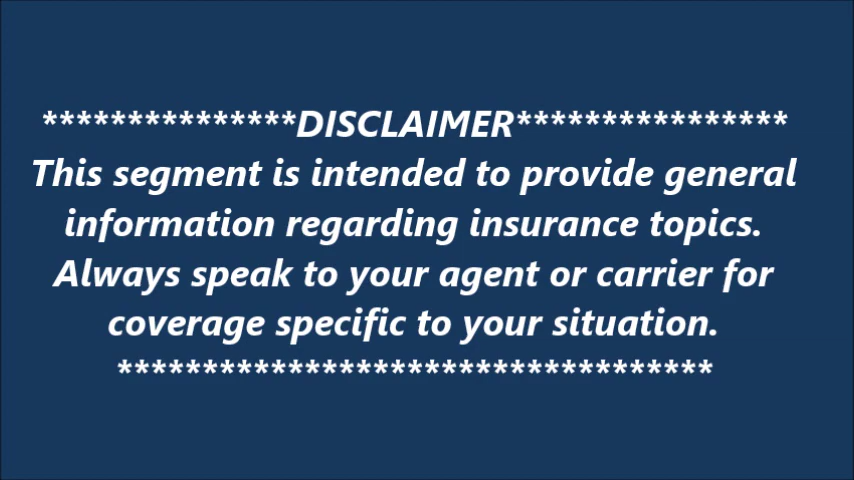 ***************DISCLAIMER****************
This segment is intended to provide general
information regarding insurance topics.
Always speak to your agent or carrier for
coverage specific to your situation.
***********************************